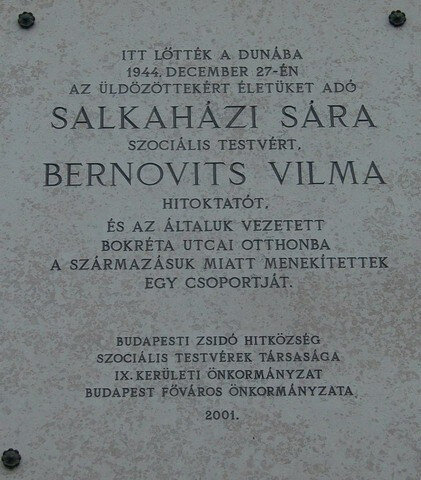 ITT LŐTTÉK A DUNÁBA
1944. DECEMBER 27-ÉN
AZ ÜLDÖZÖTTEKÉRT ÉLETÜKET ADÓ
SALKAHÁZI SÁRA
SZOCIÁLIS TESTVÉRT,
BERNOVITS VILMA
HITOKTATÓT,
ÉS AZ ÁLTALUK VEZETETT
BOKRÉTA UTCAI OTTHONBA
A SZÁRMAZÁSUK MIATT MENEKÍTETTEK
EGY CSOPORTJÁT.
BUDAPESTI ZSIDÓ HITKÖZSÉG
SZOCIÁLIS TESTVÉREK TÁRSASÁGA
IX. KERÜLETI ÖNKORMÁNYZAT
BUDAPEST FŐVÁROS ÖNKORMÁNYZATA
2001.